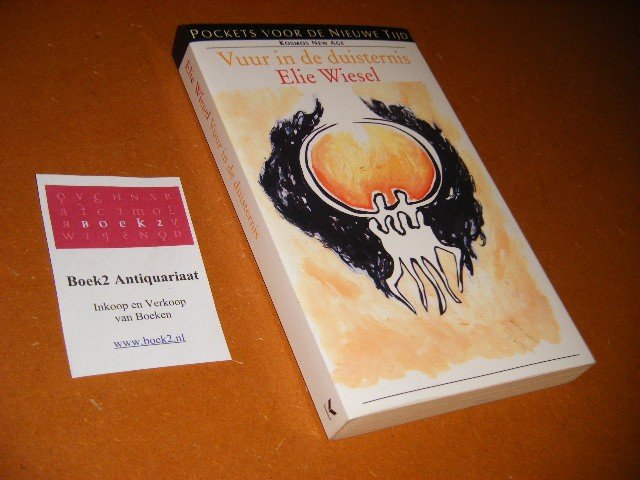 POCKETS VOOR DE NIEUWE TIJD
KOSMOS NEW AGE
Vuur in de duisternis
Elie Wiesel
Elie Wiesel Vuur in de duisternis
K
BOEK2
Boek2 Antiquariaat
Inkoop en Verkoop
van Boeken
www.boek2.nl